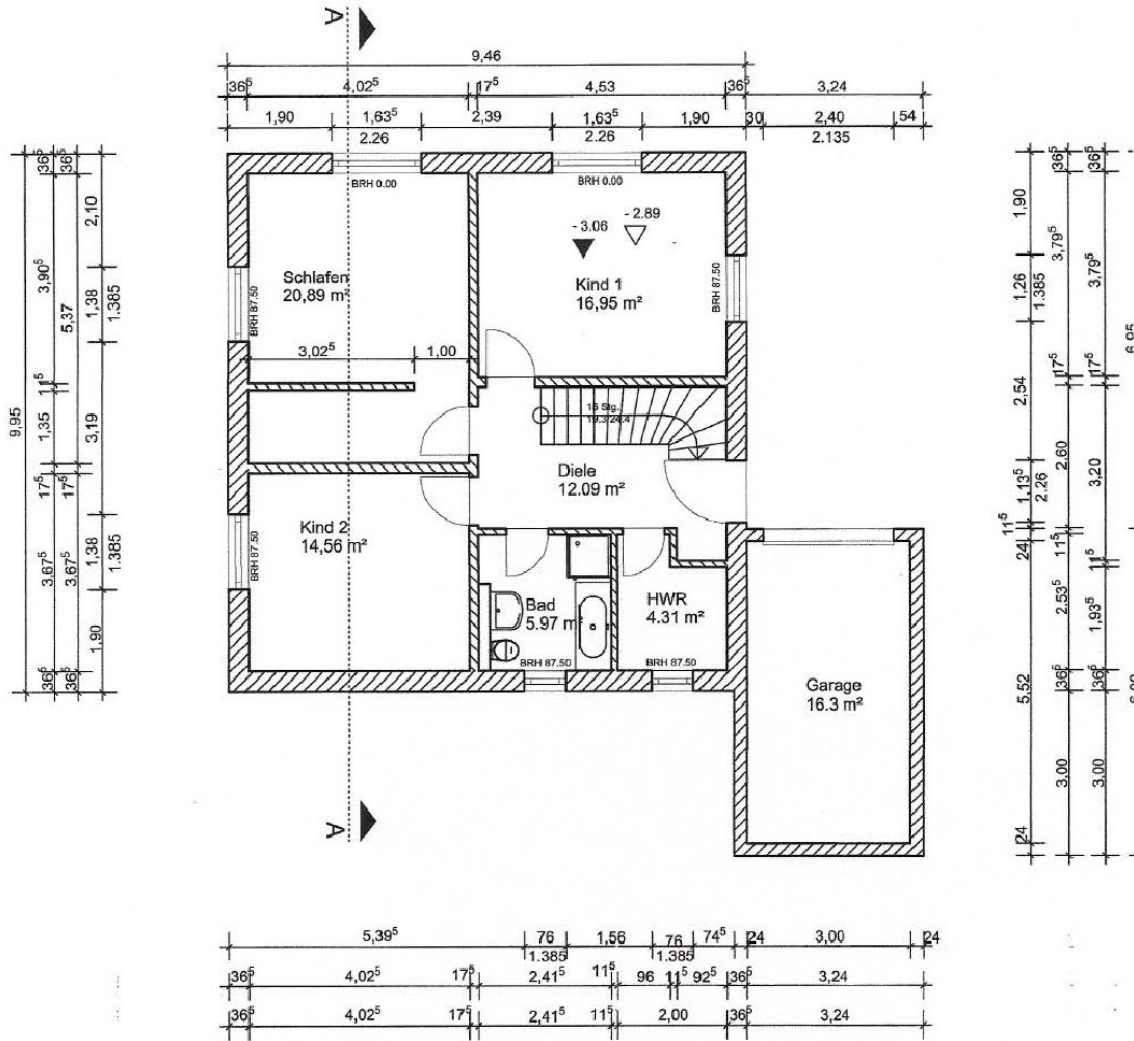 A
9,46
36⁵ 4,02⁵ 17⁵ 4,53 36⁵ 3,24
1,90 1,63⁵ 2,39 1,63⁵ 1,90 30 2,40 54
2.26 2.26 2.135
BRH 0.00 BRH 0.00
- 3.06 - 2.89
Schlafen
20,89 m²
Kind 1
16,95 m²
BRH 87.50
BRH 87.50
3,02⁵ 1,00
Diele
12.09 m²
Kind 2
14,56 m²
BRH 87.50
Bad
5.97 m
HWR
4.31 m²
BRH 87.50 BRH 87.50
Garage
16.3 m²
A
9,95
36⁵ 3,90⁵ 11⁵ 1,35 17⁵ 3.67⁵ 36⁵
36⁵ 5,37 17⁵ 3.67⁵ 36⁵
2,10 1,38 3,19 1,38 1,90
1.385 1.385
1,90 1,26 2,54 1,13⁵ 11⁵ 24 5,52 24
1.385 2.26
36⁵ 3,79⁵ 17⁵ 2,60 11⁵ 2.53⁵ 36⁵ 3,00
36⁵ 3,79⁵ 17⁵ 3,20 11⁵ 1,93⁵ 36⁵ 3,00
6,95
5,39⁵ 76 1,56 76 74⁵ 24 3,00 24
1.385 1.385
36⁵ 4,02⁵ 17⁵ 2,41⁵ 11⁵ 96 11⁵ 92⁵ 36⁵ 3,24
36⁵ 4,02⁵ 17⁵ 2,41⁵ 11⁵ 2,00 36⁵ 3,24